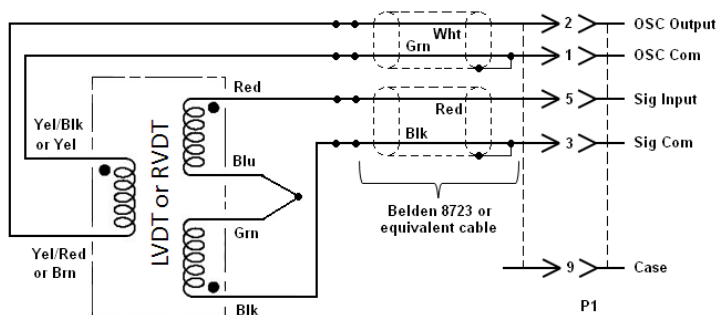 Wht
2
OSC Output
Grn
1
OSC Com
Red
Red
5
Sig Input
Yel/Blk
or Yel
Blk
3
Sig Com
Blu
LVDT or RVDT
Belden 8723 or
equivalent cable
Grn
Yel/Red
or Brn
9
Case
Blk
P1